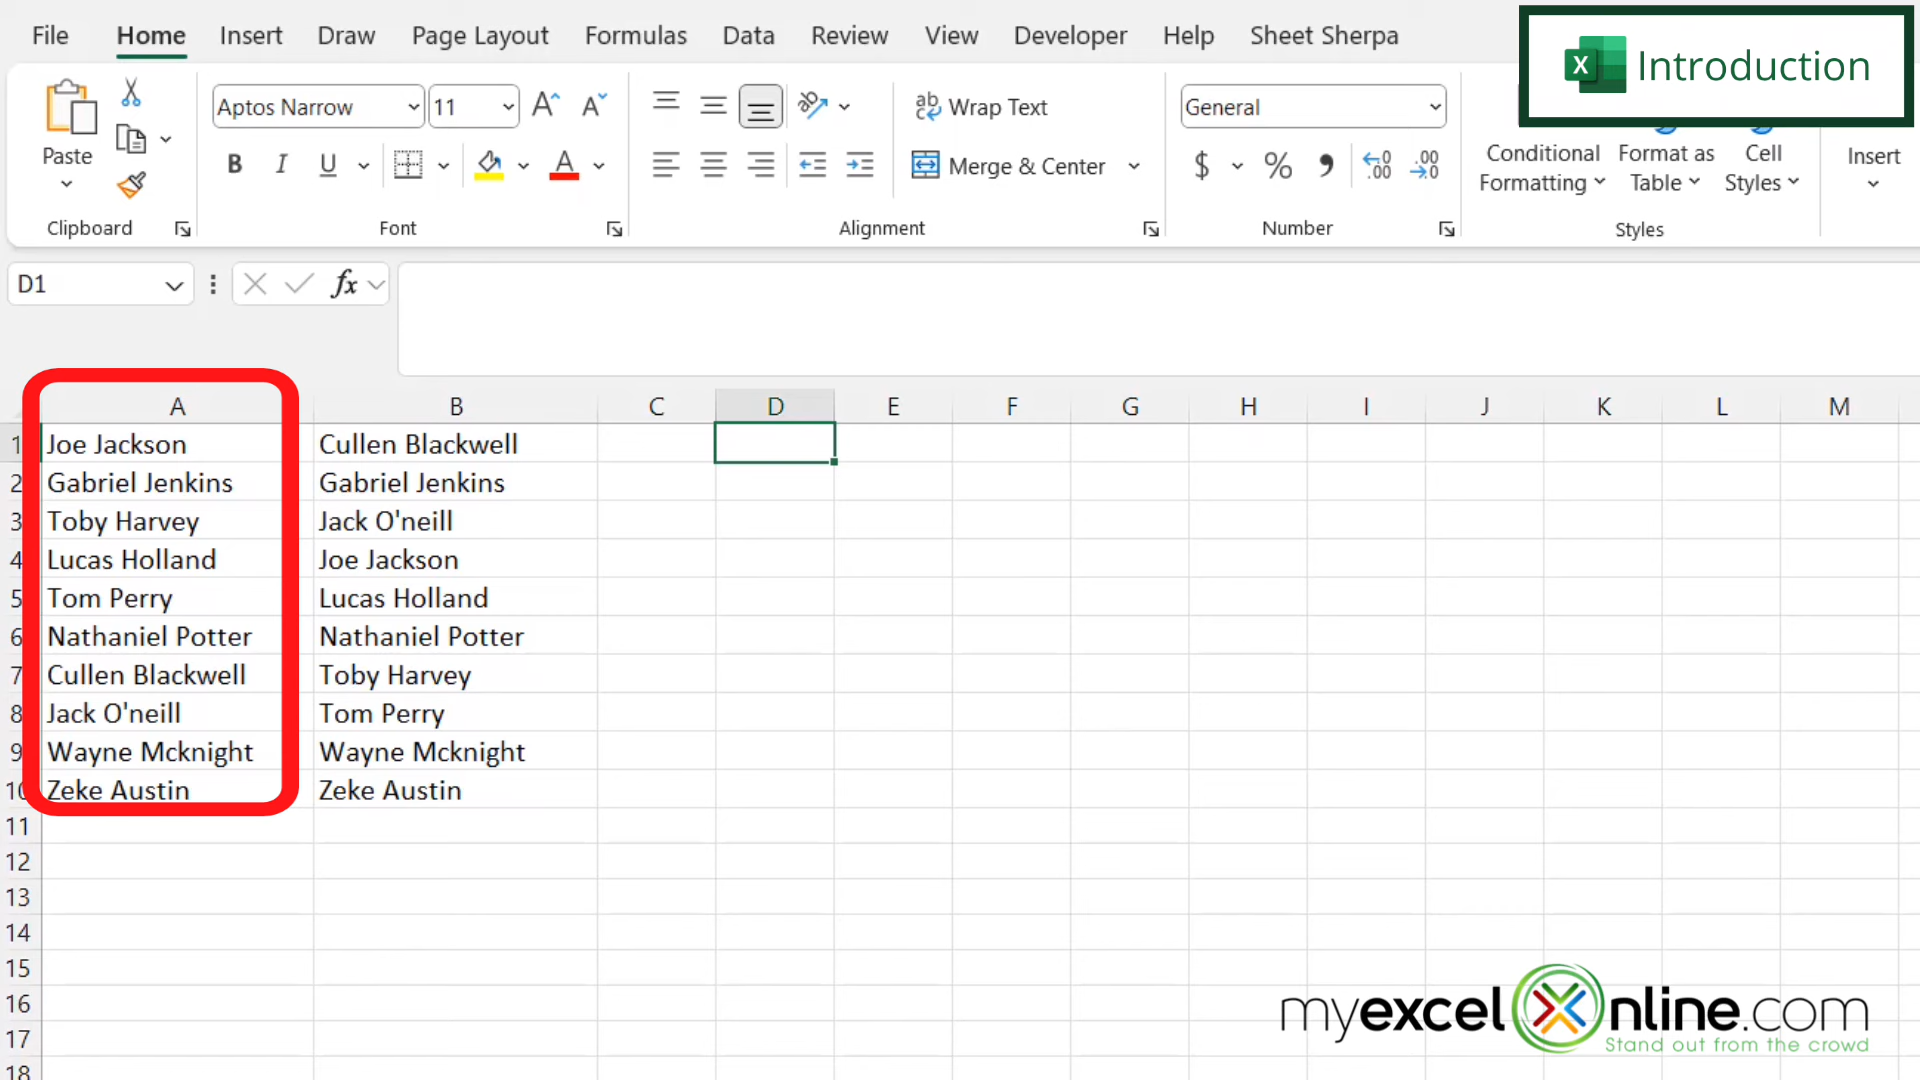 File Home Insert Draw Page Layout Formulas Data Review View Developer Help Sheet Sherpa
Introduction
Aptos Narrow 11 Wrap Text General
Paste B I U Merge & Center $ % Conditional Formatting Format as Table Cell Styles Insert
Clipboard Font Alignment Number Styles
D1 fx
A B C D E F G H I J K L M
1 Joe Jackson Cullen Blackwell
2 Gabriel Jenkins Gabriel Jenkins
3 Toby Harvey Jack O'neill
4 Lucas Holland Joe Jackson
5 Tom Perry Lucas Holland
6 Nathaniel Potter Nathaniel Potter
7 Cullen Blackwell Toby Harvey
8 Jack O'neill Tom Perry
9 Wayne Mcknight Wayne Mcknight
10 Zeke Austin Zeke Austin
11
12
13
14
15
16
17
18
myexcelonline.com
Stand out from the crowd